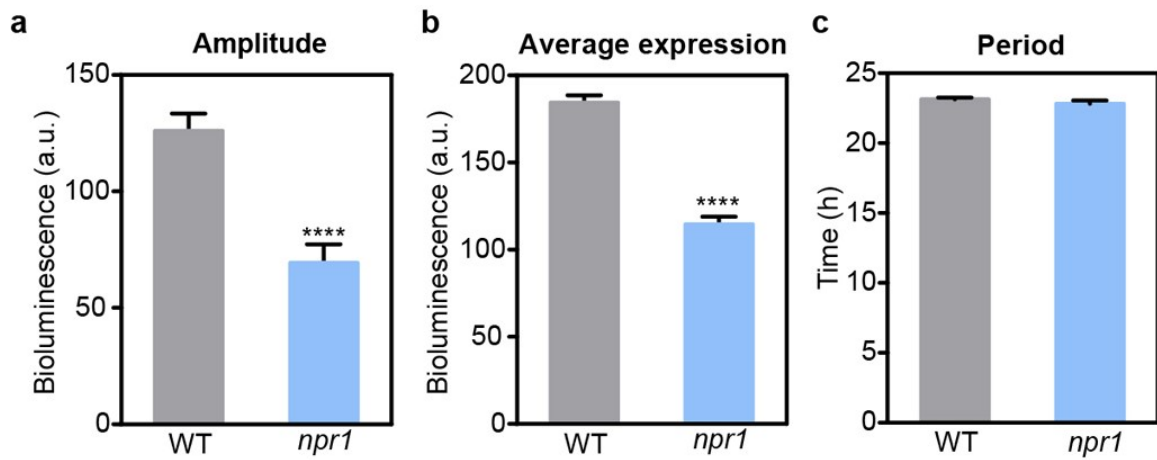 a
Amplitude
Bioluminescence (a.u.)
150
100
50
0
****
WT
npr1
b
Average expression
Bioluminescence (a.u.)
200
150
100
50
0
****
WT
npr1
c
Period
Time (h)
25
20
15
10
5
0
WT
npr1